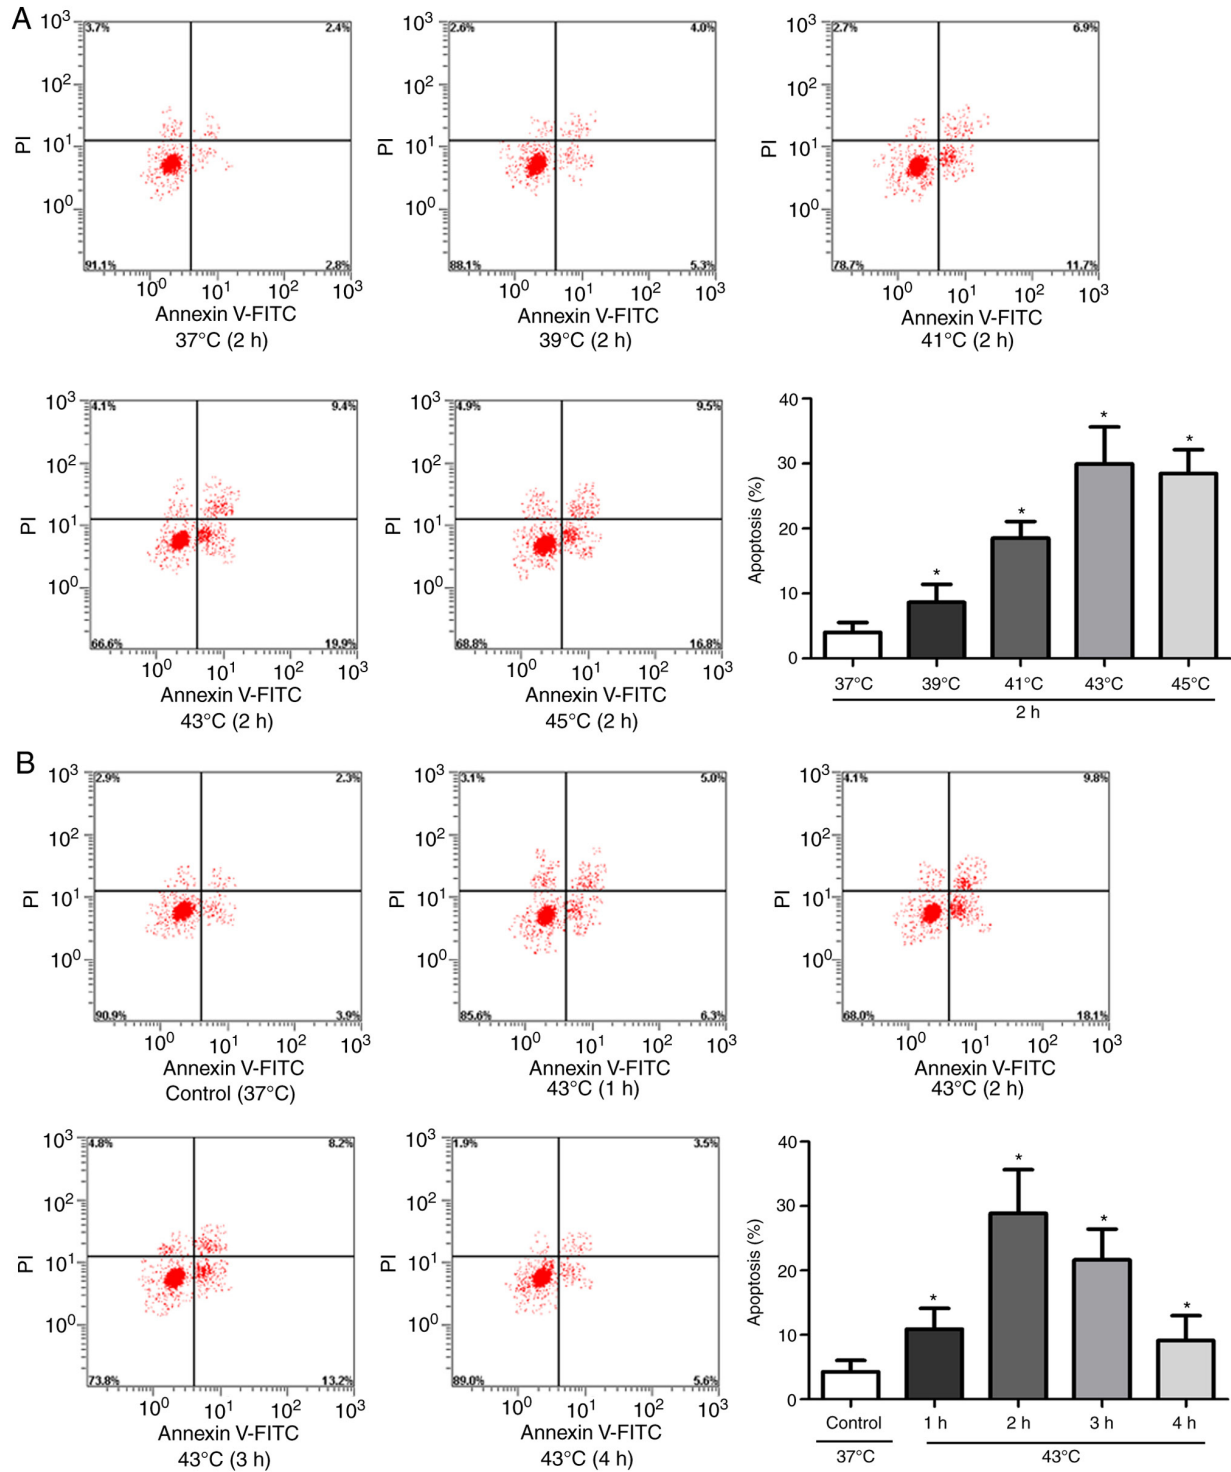 A
PI
10³
10²
10¹
10⁰
3.7% 2.4%
91.1% 2.8%
10⁰ 10¹ 10² 10³
Annexin V-FITC
37°C (2 h)
PI
10³
10²
10¹
10⁰
2.6% 4.0%
88.1% 5.3%
10⁰ 10¹ 10² 10³
Annexin V-FITC
39°C (2 h)
PI
10³
10²
10¹
10⁰
2.7% 6.9%
78.7% 11.7%
10⁰ 10¹ 10² 10³
Annexin V-FITC
41°C (2 h)
PI
10³
10²
10¹
10⁰
4.1% 9.4%
66.6% 19.9%
10⁰ 10¹ 10² 10³
Annexin V-FITC
43°C (2 h)
PI
10³
10²
10¹
10⁰
4.9% 9.5%
68.8% 16.8%
10⁰ 10¹ 10² 10³
Annexin V-FITC
45°C (2 h)
Apoptosis (%)
40
30
20
10
0
* * * *
37°C 39°C 41°C 43°C 45°C
2 h
B
PI
10³
10²
10¹
10⁰
2.9% 2.3%
90.9% 3.9%
10⁰ 10¹ 10² 10³
Annexin V-FITC
Control (37°C)
PI
10³
10²
10¹
10⁰
3.1% 5.0%
85.6% 6.3%
10⁰ 10¹ 10² 10³
Annexin V-FITC
43°C (1 h)
PI
10³
10²
10¹
10⁰
4.1% 9.8%
68.0% 18.1%
10⁰ 10¹ 10² 10³
Annexin V-FITC
43°C (2 h)
PI
10³
10²
10¹
10⁰
4.8% 8.2%
73.8% 13.2%
10⁰ 10¹ 10² 10³
Annexin V-FITC
43°C (3 h)
PI
10³
10²
10¹
10⁰
1.9% 3.5%
89.0% 5.6%
10⁰ 10¹ 10² 10³
Annexin V-FITC
43°C (4 h)
Apoptosis (%)
40
30
20
10
0
* * * *
Control 1 h 2 h 3 h 4 h
37°C 43°C